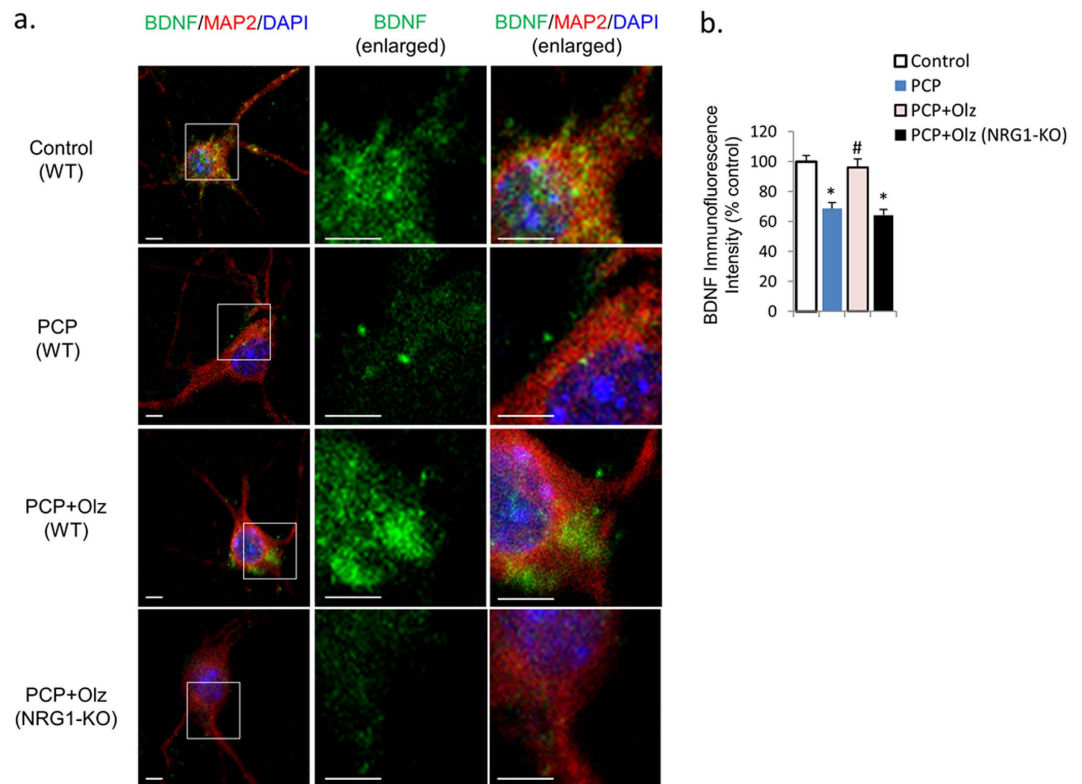 a.
BDNF/MAP2/DAPI
BDNF
(enlarged)
BDNF/MAP2/DAPI
(enlarged)
Control
(WT)
PCP
(WT)
PCP+Olz
(WT)
PCP+Olz
(NRG1-KO)
b.
Control
PCP
PCP+Olz
PCP+Olz (NRG1-KO)
BDNF Immunofluorescence
Intensity (% control)
120
100
80
60
40
20
0
*
#
*